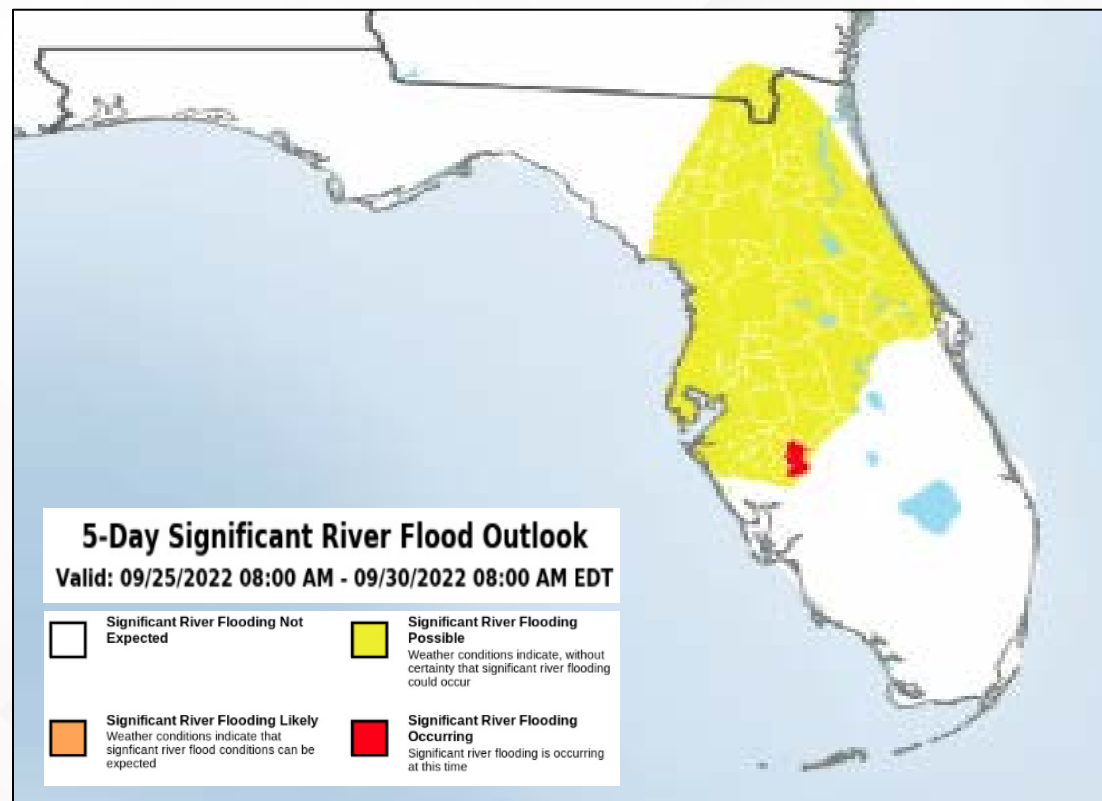 5-Day Significant River Flood Outlook
Valid: 09/25/2022 08:00 AM - 09/30/2022 08:00 AM EDT
Significant River Flooding Not
Expected
Significant River Flooding
Possible
Weather conditions indicate, without
certainty that significant river flooding
could occur
Significant River Flooding Likely
Weather conditions indicate that
signficant river flood conditions can be
expected
Significant River Flooding
Occurring
Significant river flooding is occurring
at this time